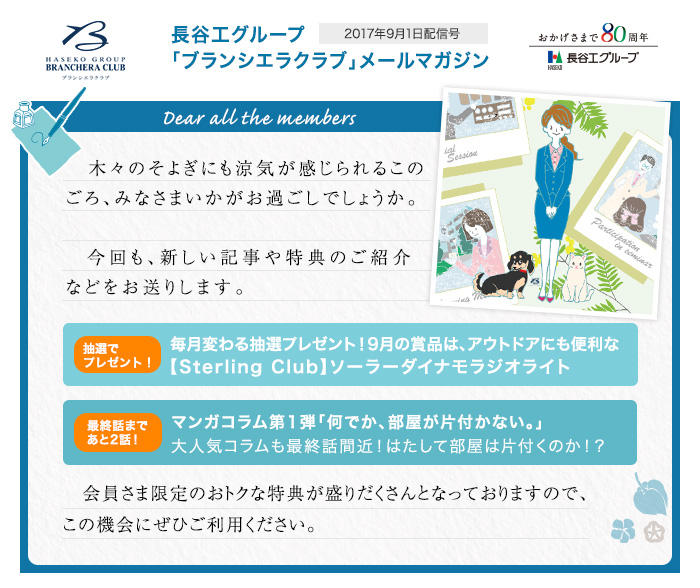 HASEKO GROUP
BRANCHERA CLUB
ブランシエラクラブ
長谷工グループ
2017年9月1日配信号
「ブランシエラクラブ」メールマガジン
おかげさまで80周年
HASEKO 長谷工グループ
Dear all the members
木々のそよぎにも涼気が感じられるこの
ごろ、みなさまいかがお過ごしでしょうか。
今回も、新しい記事や特典のご紹介
などをお送りします。
Session
Participation
in seminar
抽選で
プレゼント！
毎月変わる抽選プレゼント！9月の賞品は、アウトドアにも便利な
【Sterling Club】ソーラーダイナモラジオライト
最終話まで
あと2話！
マンガコラム第1弾「何でか、部屋が片付かない。」
大人気コラムも最終話間近！はたして部屋は片付くのか！？
会員さま限定のおトクな特典が盛りだくさんとなっておりますので、
この機会にぜひご利用ください。